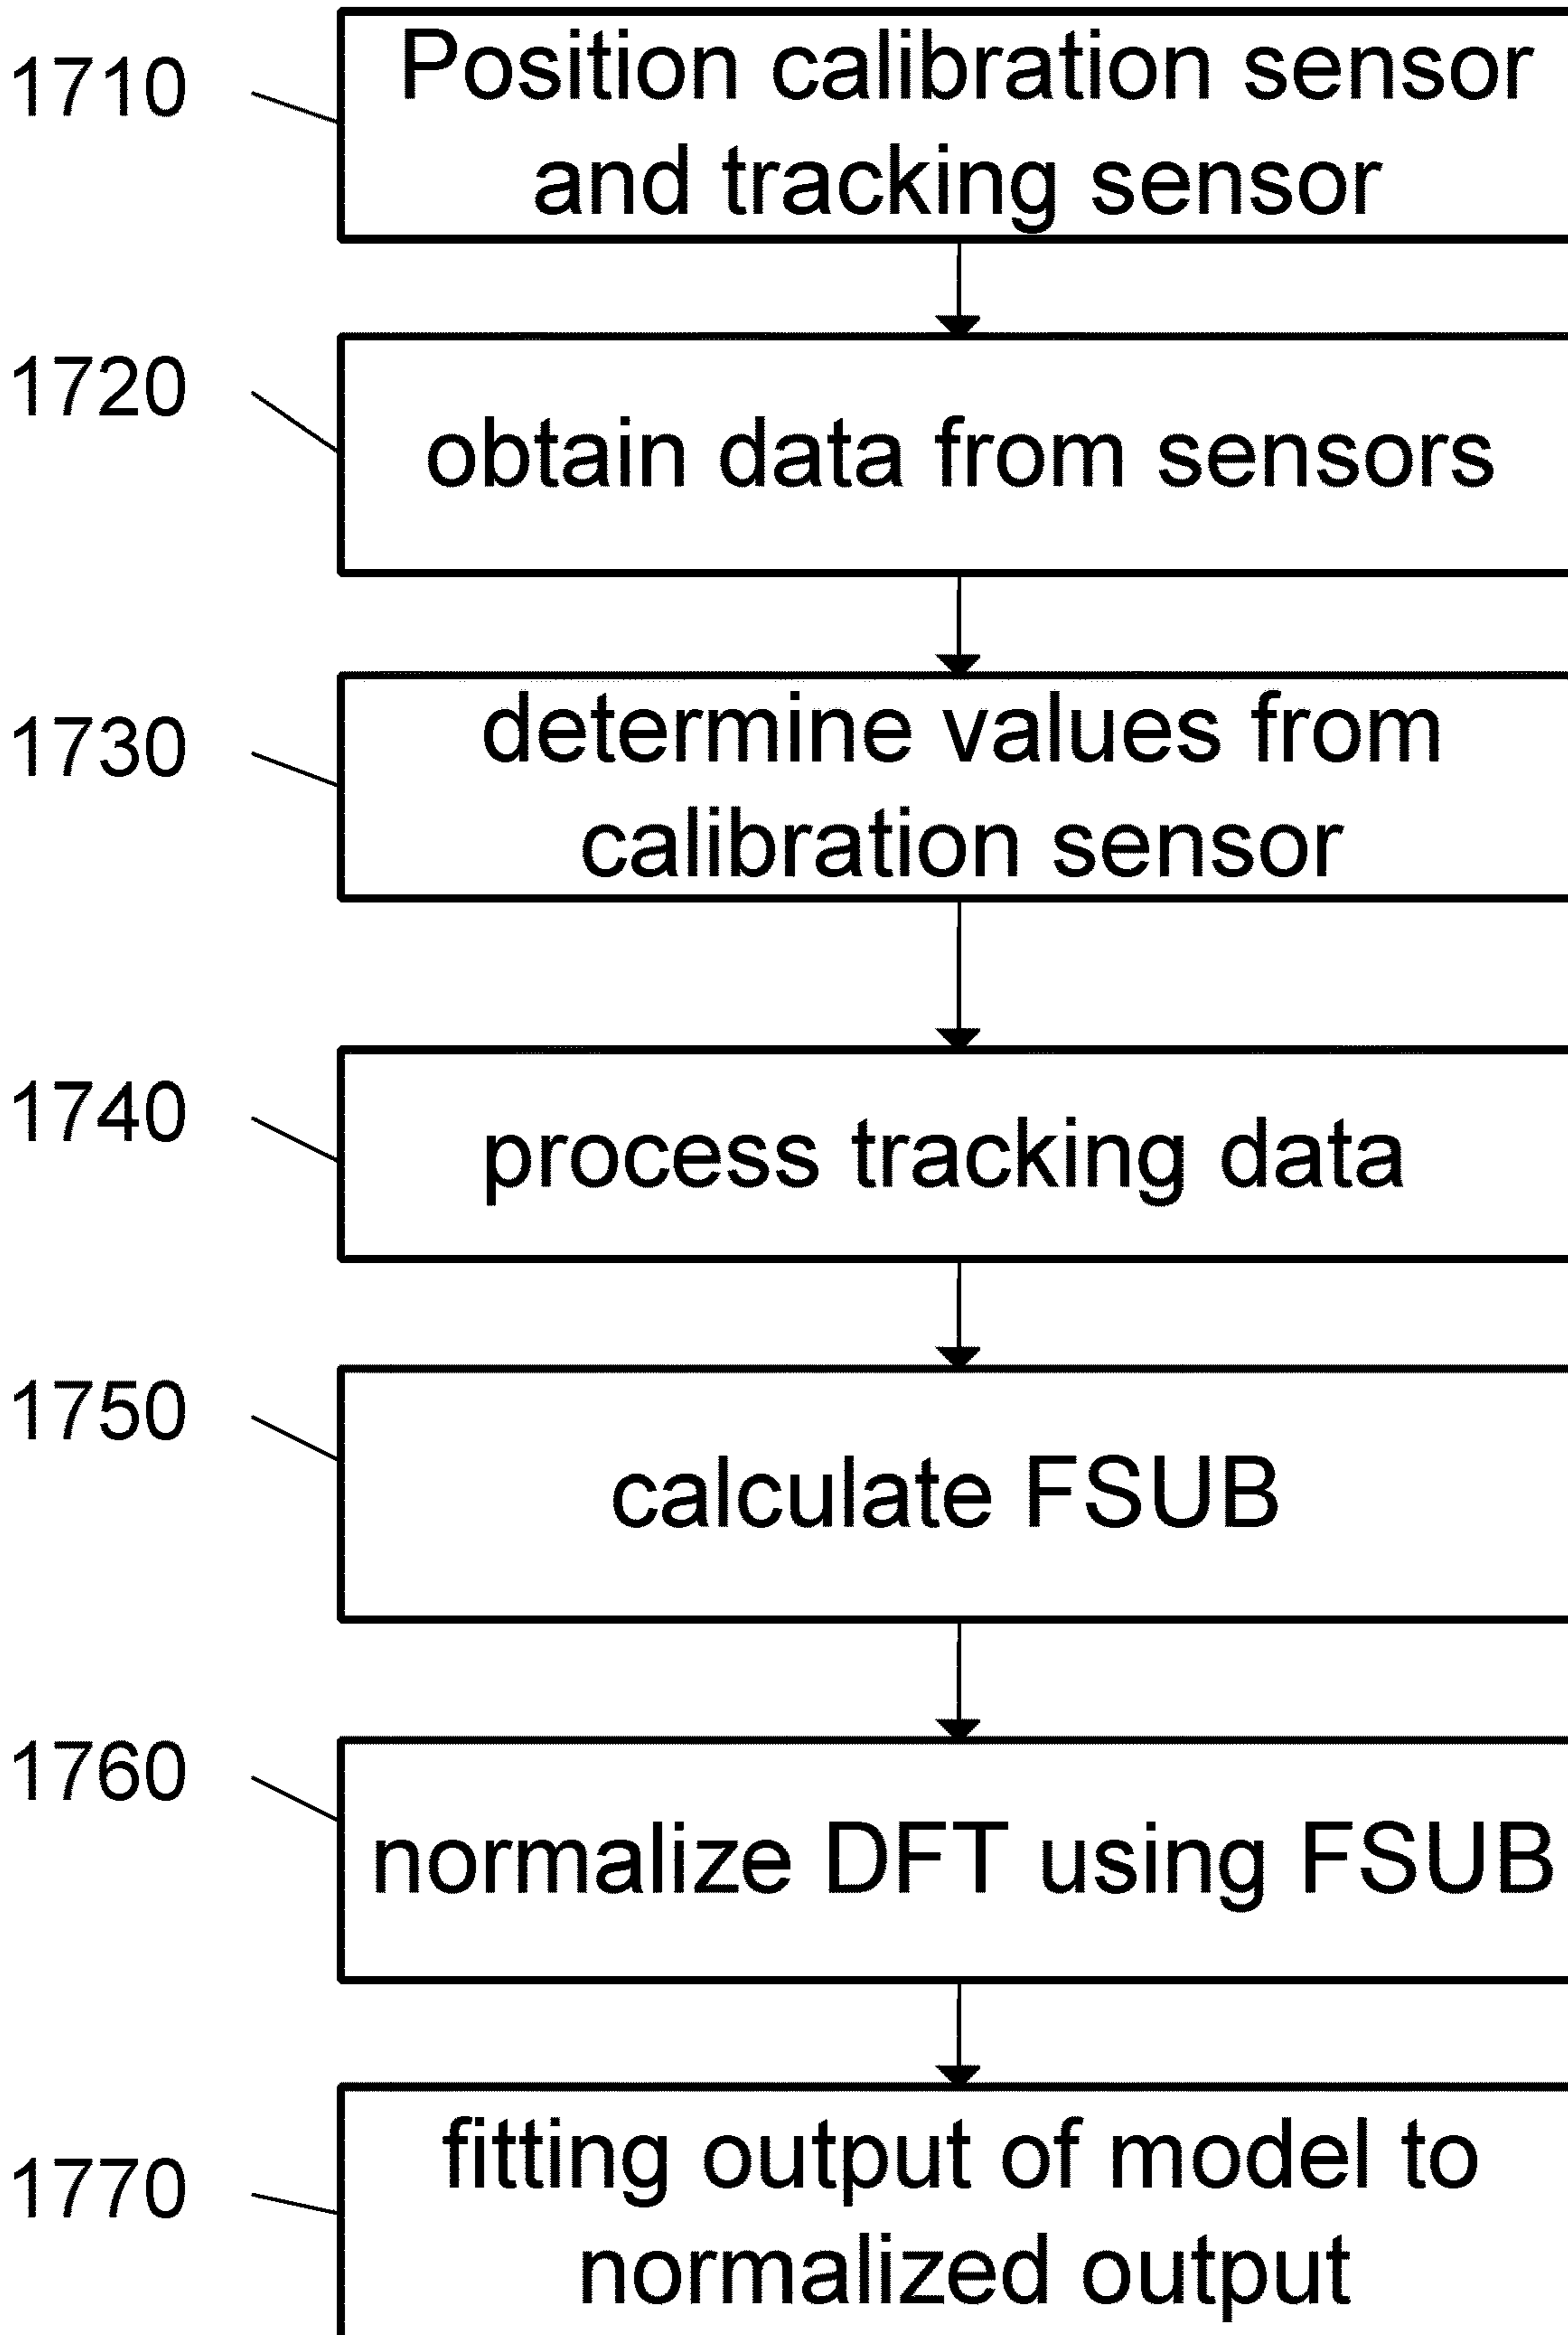 1710
Position calibration sensor
and tracking sensor
1720
obtain data from sensors
1730
determine values from
calibration sensor
1740
process tracking data
1750
calculate FSUB
1760
normalize DFT using FSUB
1770
fitting output of model to
normalized output